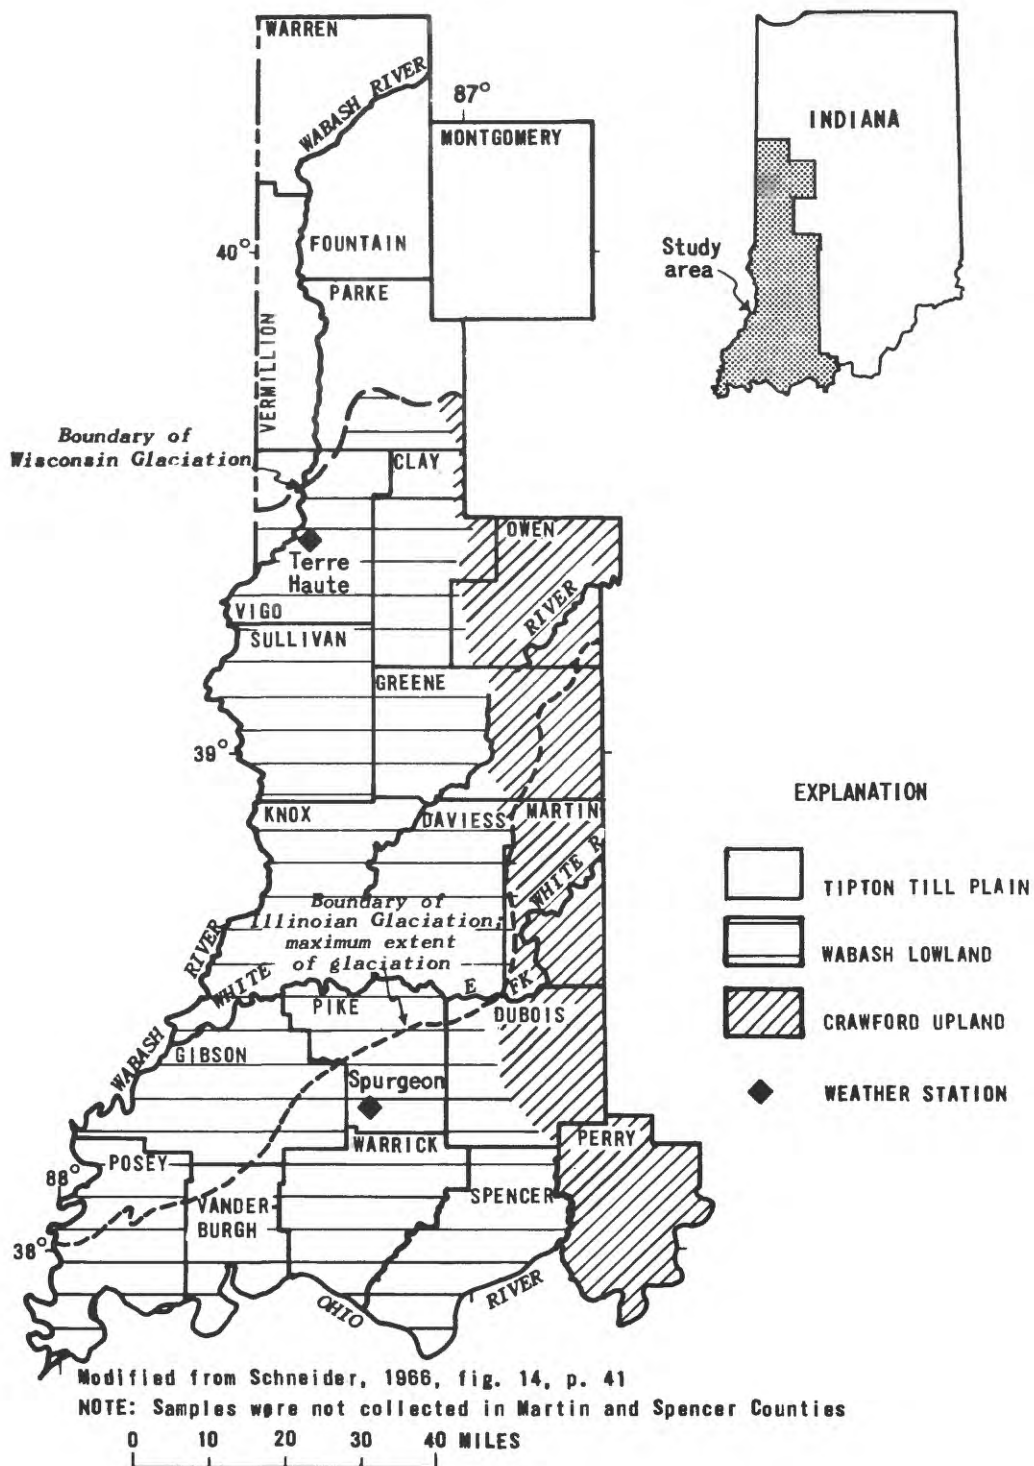 WARREN
WABASH RIVER
87°
MONTGOMERY
INDIANA
40°
FOUNTAIN
PARKE
Study
area
VERMILLION
Boundary of
Wisconsin Glaciation
CLAY
OWEN
Terre
Haute
RIVER
VIGO
SULLIVAN
GREENE
39°
KNOX
DAVIESS
MARTIN
EXPLANATION
TIPTON TILL PLAIN
WABASH LOWLAND
CRAWFORD UPLAND
WEATHER STATION
WHITE R
Boundary of
Illinoian Glaciation;
maximum extent
of glaciation
RIVER
WHITE
E FK
PIKE
DUBOIS
WABASH
GIBSON
Spurgeon
WARRICK
PERRY
88°
POSEY
VANDER-
BURGH
SPENCER
38°
OHIO
RIVER
Modified from Schneider, 1966, fig. 14, p. 41
NOTE: Samples were not collected in Martin and Spencer Counties
0 10 20 30 40 MILES